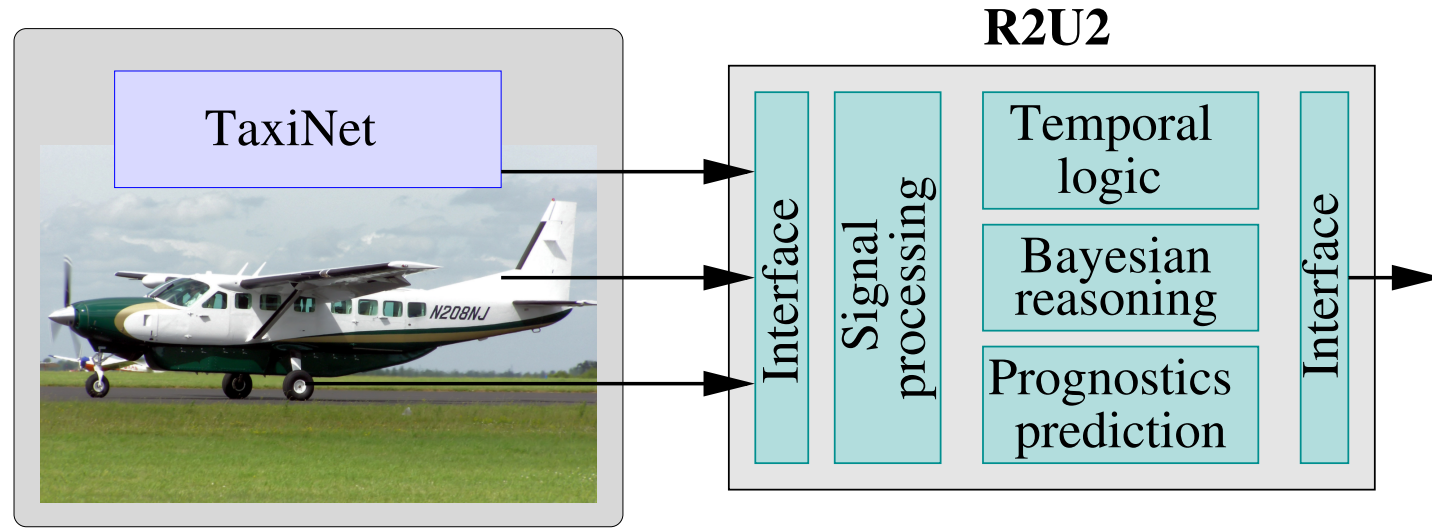 R2U2
TaxiNet
N208NJ
Interface
Signal
processing
Temporal
logic
Bayesian
reasoning
Prognostics
prediction
Interface